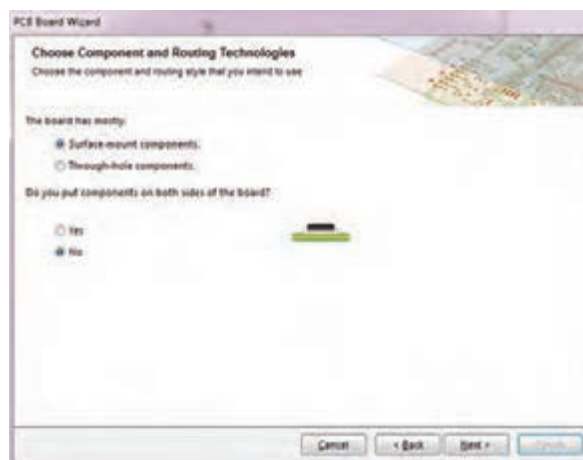 PCB Board Wizard
Choose Component and Routing Technologies
Choose the component and routing style that you intend to use
The board has mostly:
Surface-mount components.
Through-hole components.
Do you put components on both sides of the board?
Yes
No
Cancel
< Back
Next >
Finish